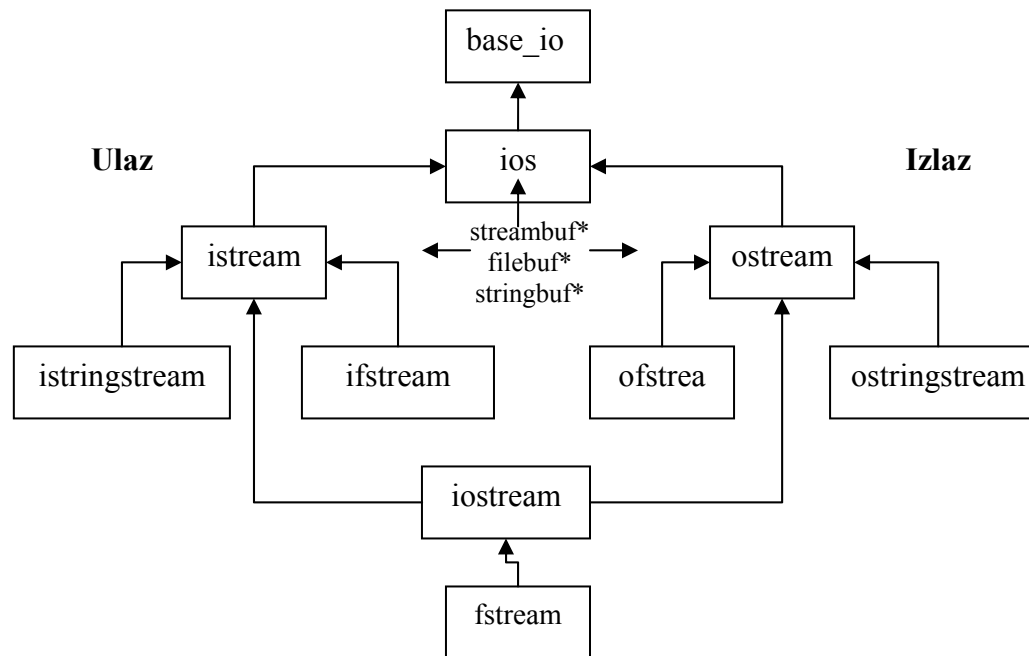 base_io
Ulaz
ios
Izlaz
istream
streambuf*
filebuf*
stringbuf*
ostream
istringstream
ifstream
ofstrea
ostringstream
iostream
fstream